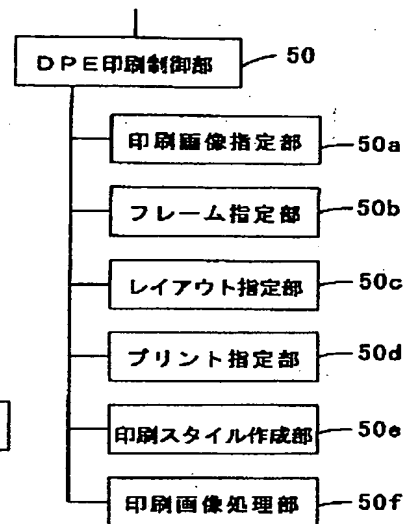 DPE印刷制御部 50
印刷画像指定部 50a
フレーム指定部 50b
レイアウト指定部 50c
プリント指定部 50d
印刷スタイル作成部 50e
印刷画像処理部 50f